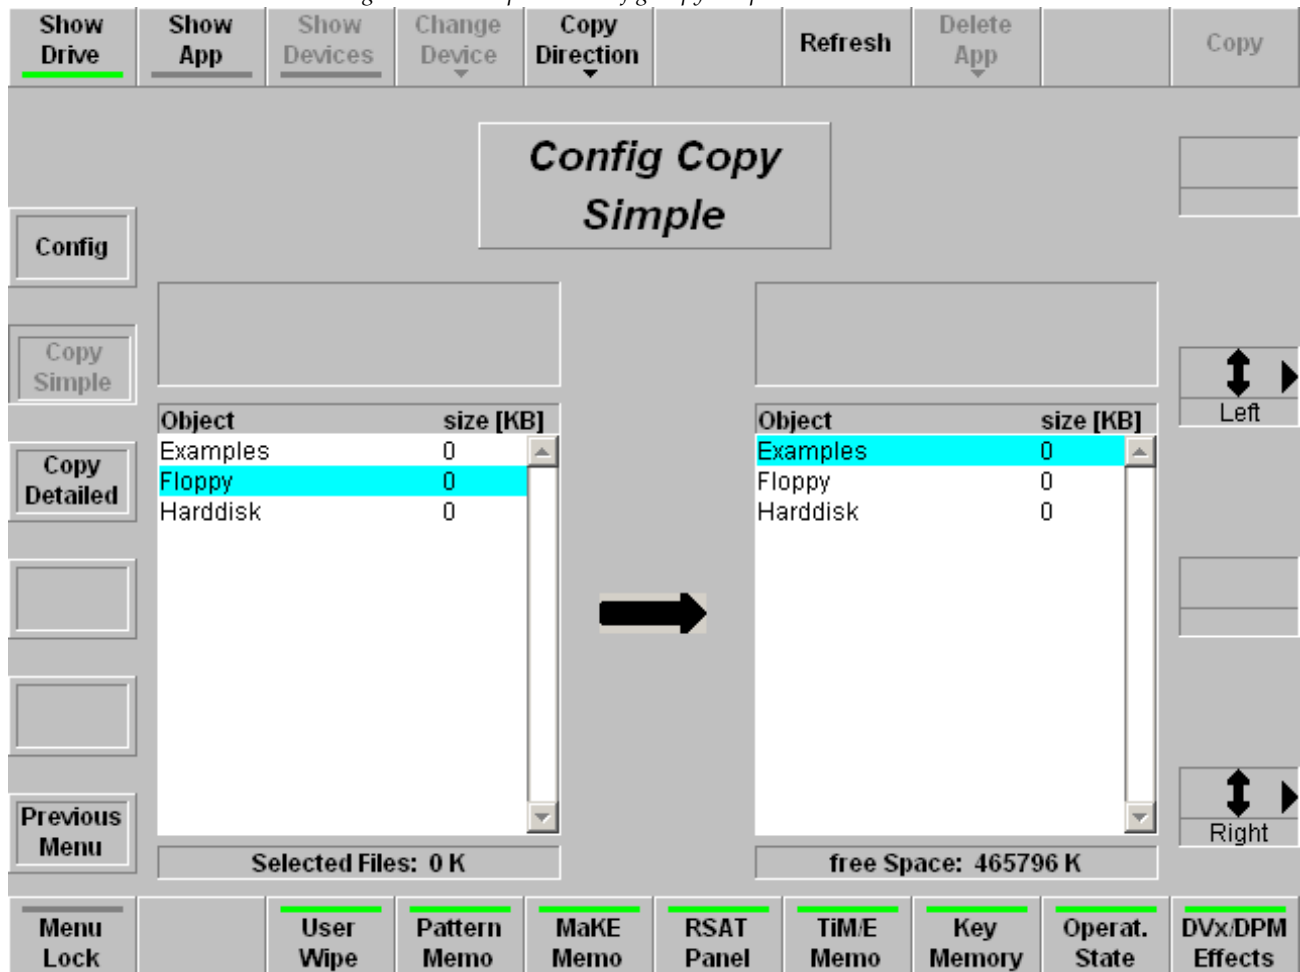 Show Drive
Show App
Show Devices
Change Device
Copy Direction
Refresh
Delete App
Copy
Config Copy
Simple
Config
Copy
Simple
Copy
Detailed
Previous
Menu
Object size [KB]
Examples 0
Floppy 0
Harddisk 0
Selected Files: 0 K
Object size [KB]
Examples 0
Floppy 0
Harddisk 0
free Space: 465796 K
Left
Right
Menu Lock
User Wipe
Pattern Memo
MaKE Memo
RSAT Panel
TiM/E Memo
Key Memory
Operat. State
DVx/DPM Effects